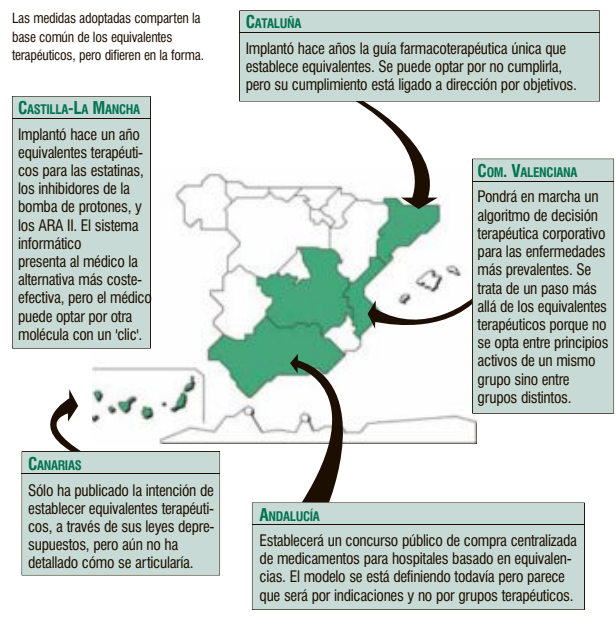 Las medidas adoptadas comparten la
base común de los equivalentes
terapéuticos, pero difieren en la forma.
CATALUÑA
Implantó hace años la guía farmacoterapéutica única que
establece equivalentes. Se puede optar por no cumplirla,
pero su cumplimiento está ligado a dirección por objetivos.
CASTILLA-LA MANCHA
Implantó hace un año
equivalentes terapéuti-
cos para las estatinas,
los inhibidores de la
bomba de protones, y
los ARA II. El sistema
informático
presenta al médico la
alternativa más coste-
efectiva, pero el médico
puede optar por otra
molécula con un 'clic'.
COM. VALENCIANA
Pondrá en marcha un
algoritmo de decisión
terapéutica corporativo
para las enfermedades
más prevalentes. Se
trata de un paso más
allá de los equivalentes
terapéuticos porque no
se opta entre principios
activos de un mismo
grupo sino entre
grupos distintos.
CANARIAS
Sólo ha publicado la intención de
establecer equivalentes terapéuti-
cos, a través de sus leyes depre-
supuestos, pero aún no ha
detallado cómo se articularía.
ANDALUCÍA
Establecerá un concurso público de compra centralizada
de medicamentos para hospitales basado en equivalen-
cias. El modelo se está definiendo todavía pero parece
que será por indicaciones y no por grupos terapéuticos.